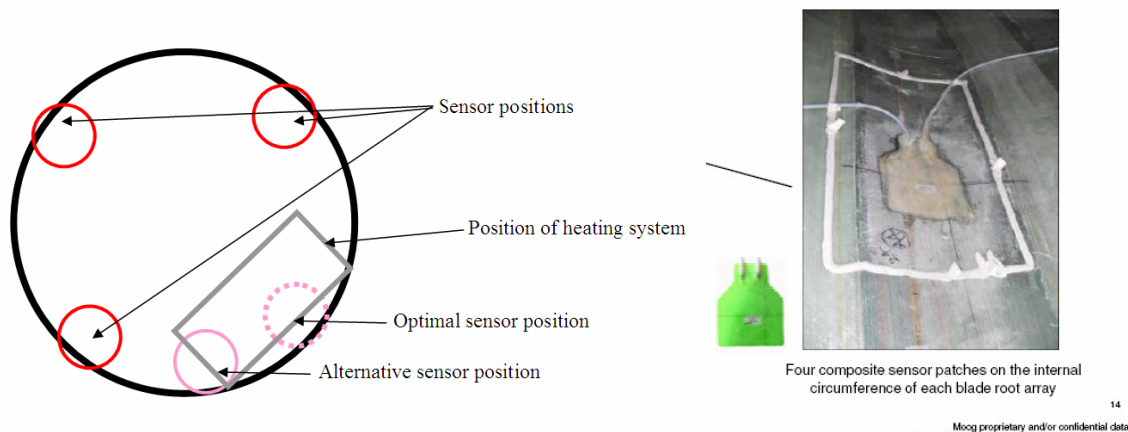 Sensor positions
Position of heating system
Optimal sensor position
Alternative sensor position
Four composite sensor patches on the internal
circumference of each blade root array
14
Moog proprietary and/or confidential data